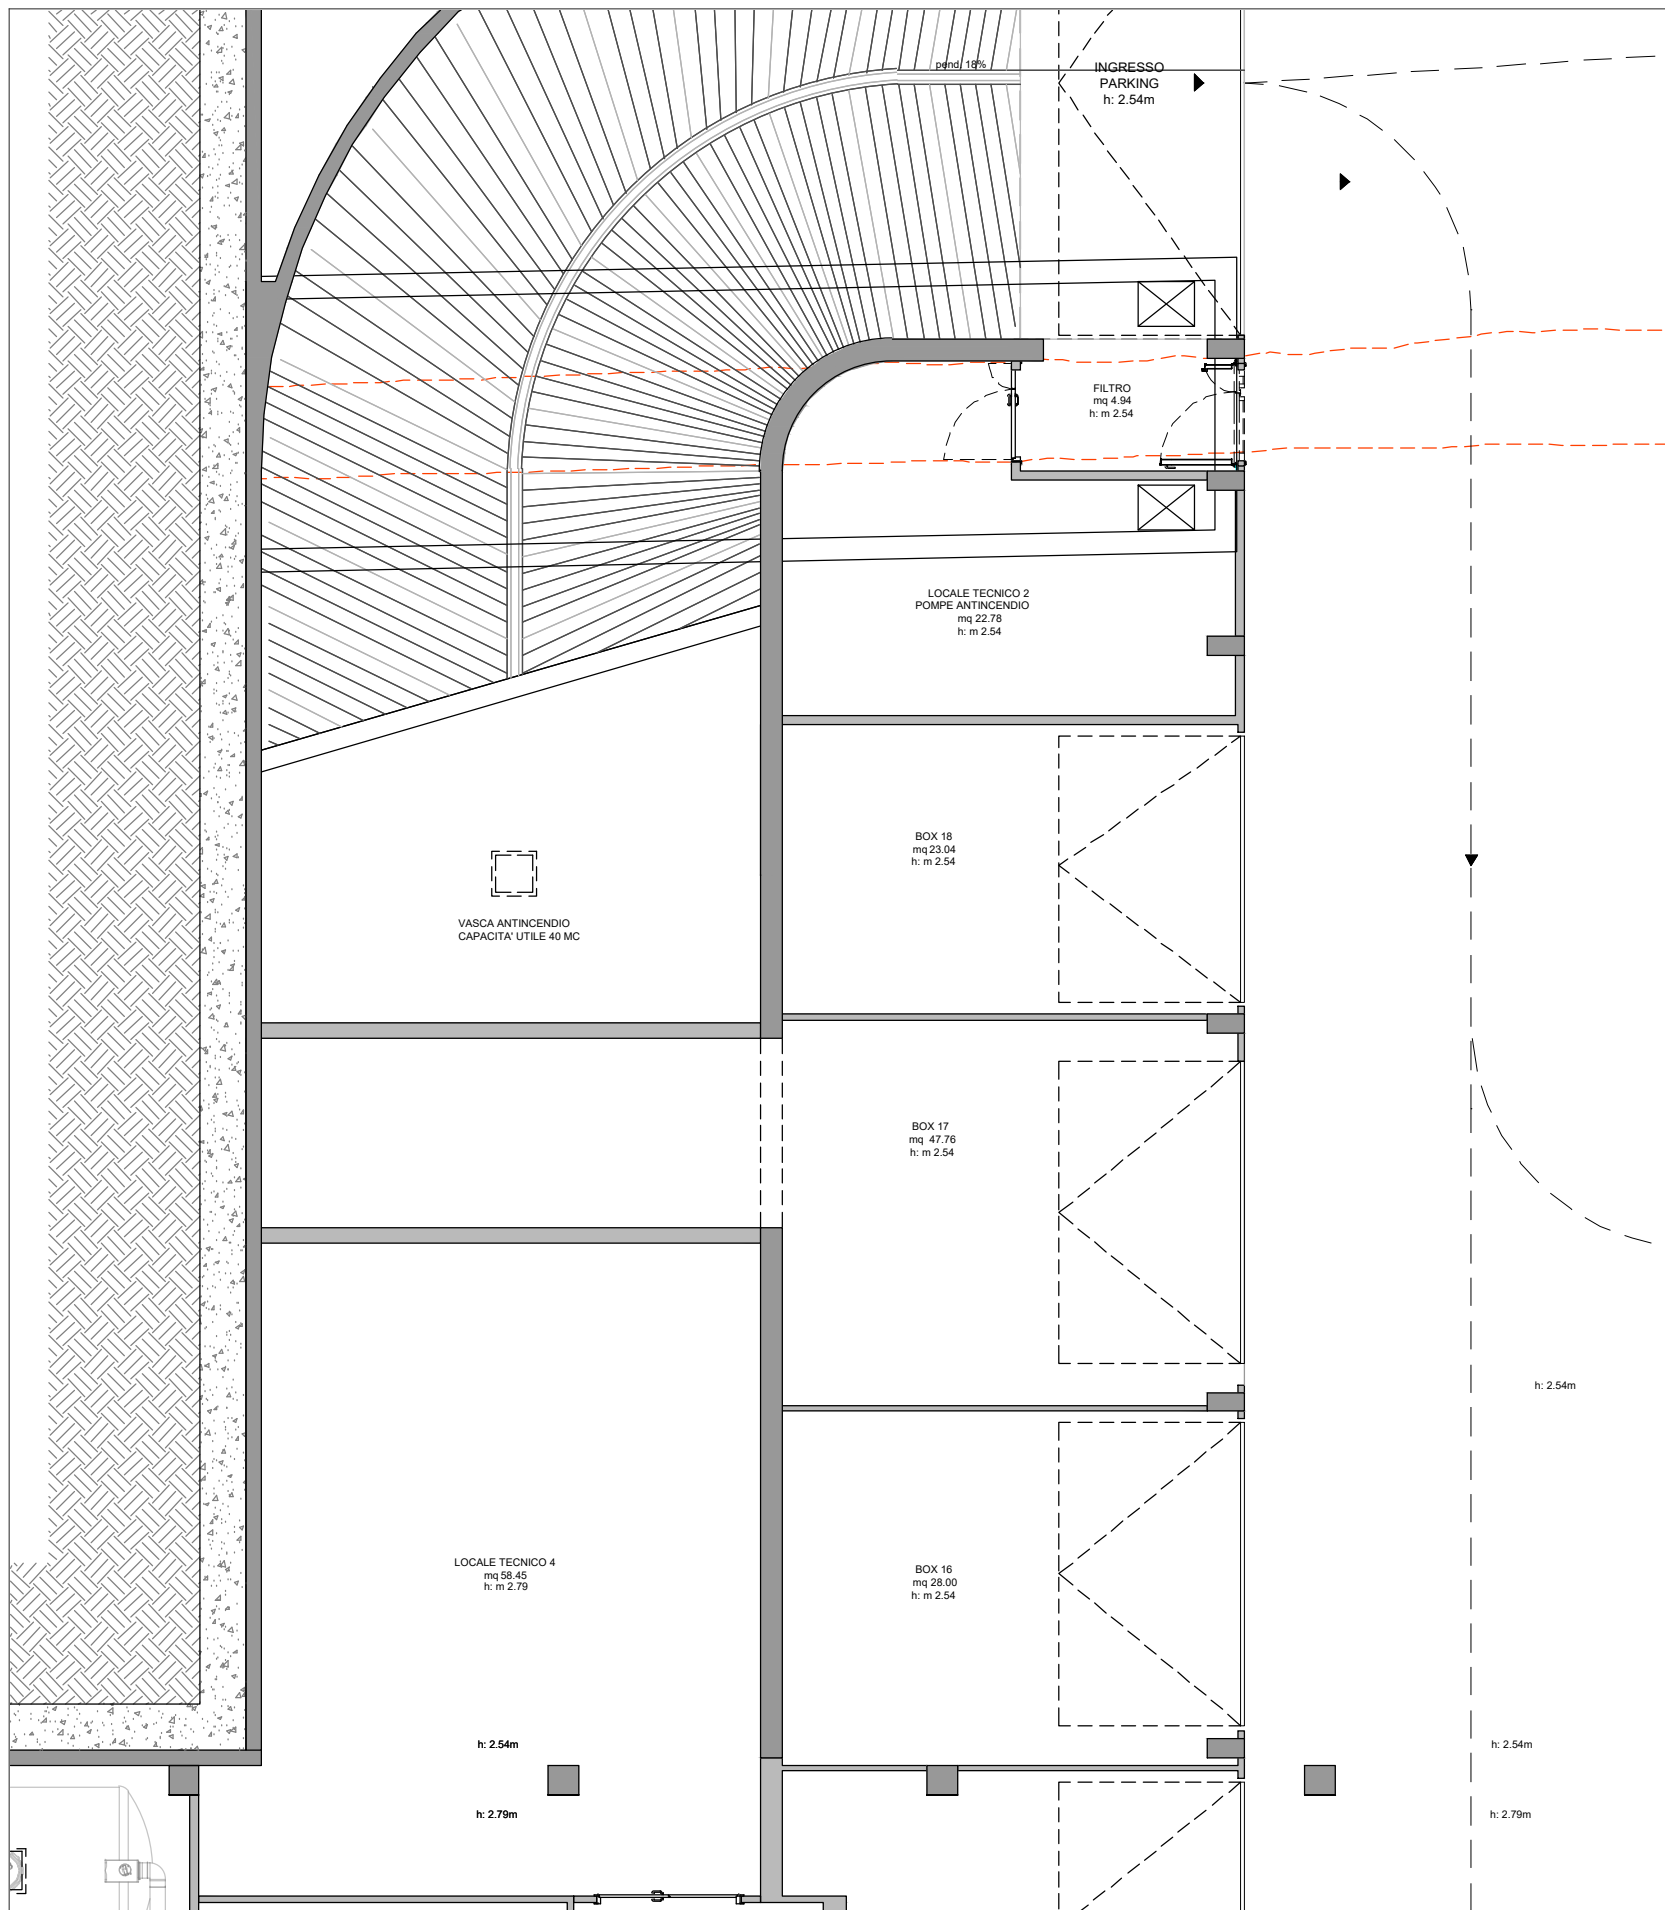 pend. 18%
INGRESSO
PARKING
h: 2.54m
FILTRO
mq 4.94
h: m 2.54
LOCALE TECNICO 2
POMPE ANTINCENDIO
mq 22.78
h: m 2.54
BOX 18
mq 23.04
h: m 2.54
VASCA ANTINCENDIO
CAPACITA' UTILE 40 MC
BOX 17
mq 47.76
h: m 2.54
h: 2.54m
LOCALE TECNICO 4
mq 58.45
h: m 2.79
BOX 16
mq 28.00
h: m 2.54
h: 2.54m
h: 2.54m
h: 2.79m
h: 2.79m